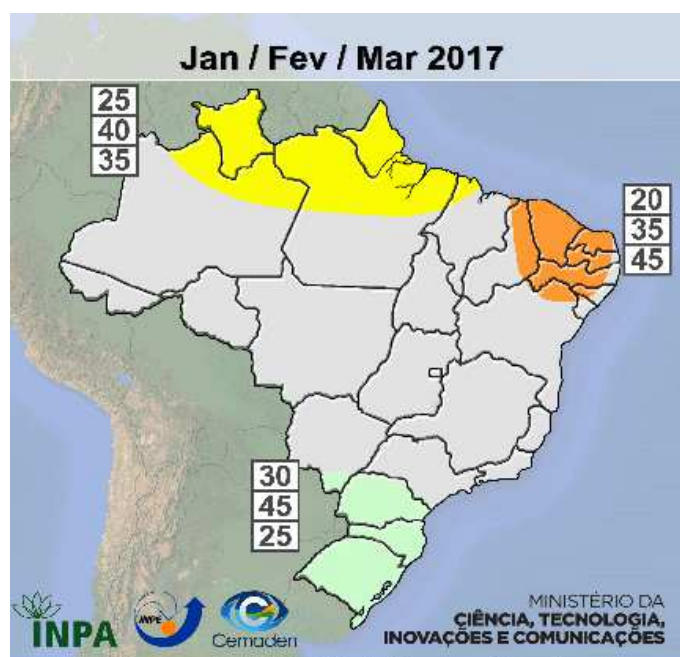 Jan / Fev / Mar 2017
25
40
35
20
35
45
30
45
25
INPA
INPE
Cemaden
MINISTÉRIO DA
CIÊNCIA, TECNOLOGIA,
INOVAÇÕES E COMUNICAÇÕES